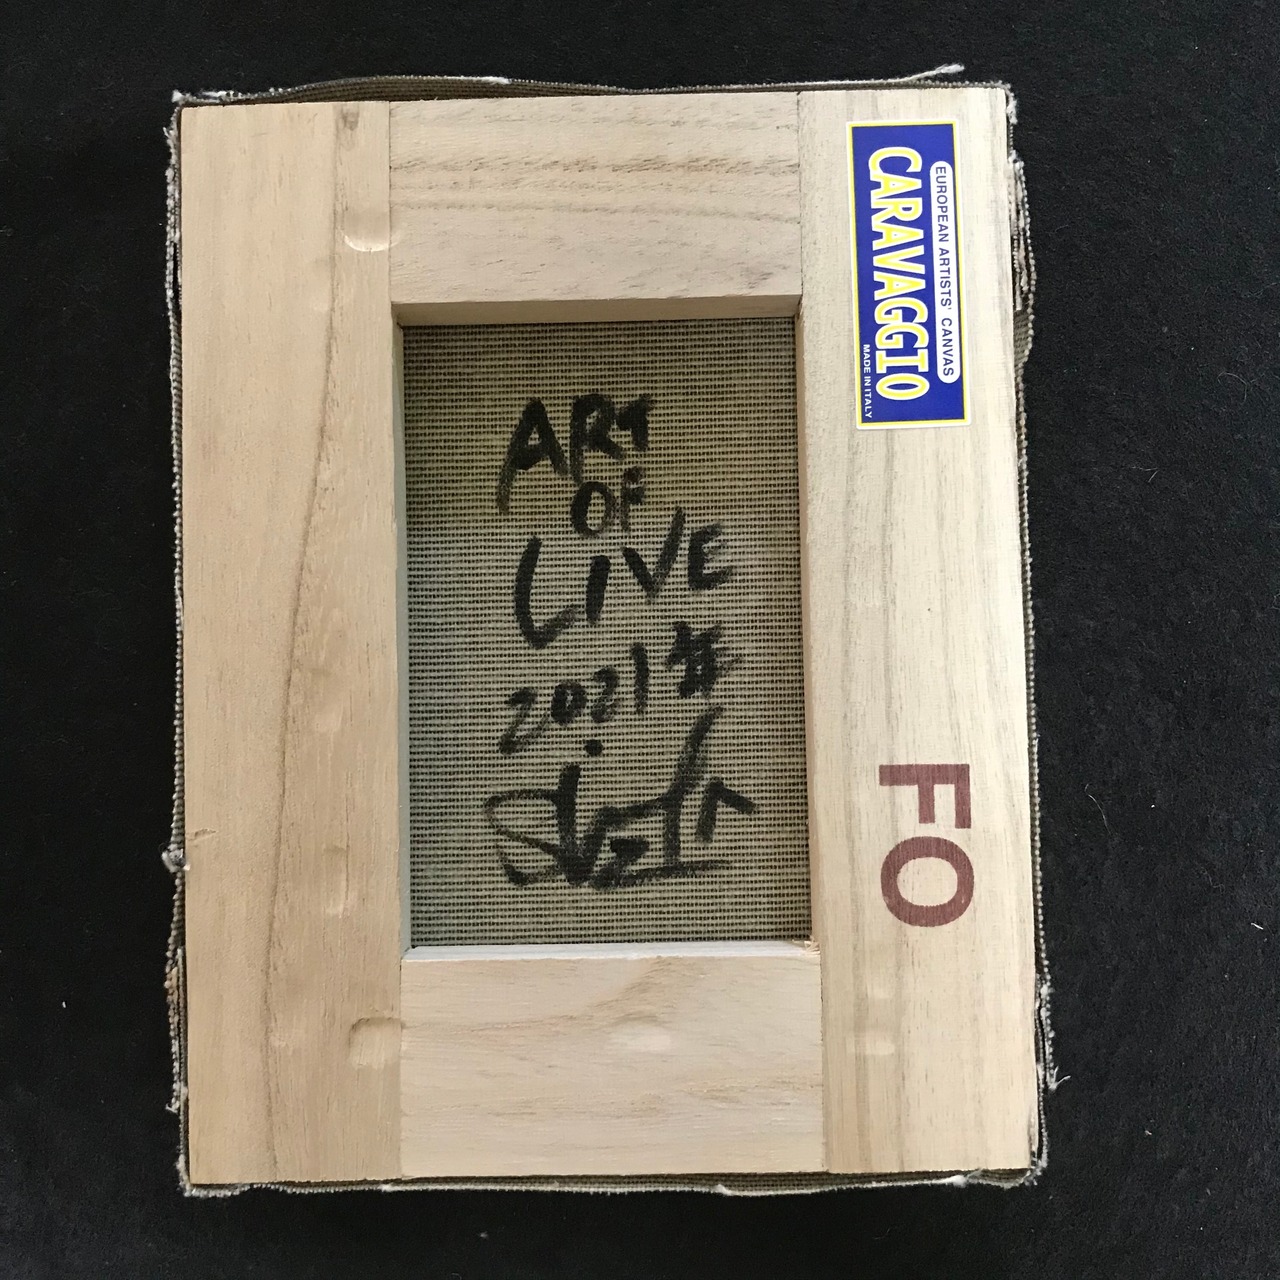 ART
OF
LIVE
2021年
EUROPEAN ARTISTS' CANVAS
CARAVAGGIO
MADE IN ITALY
FO